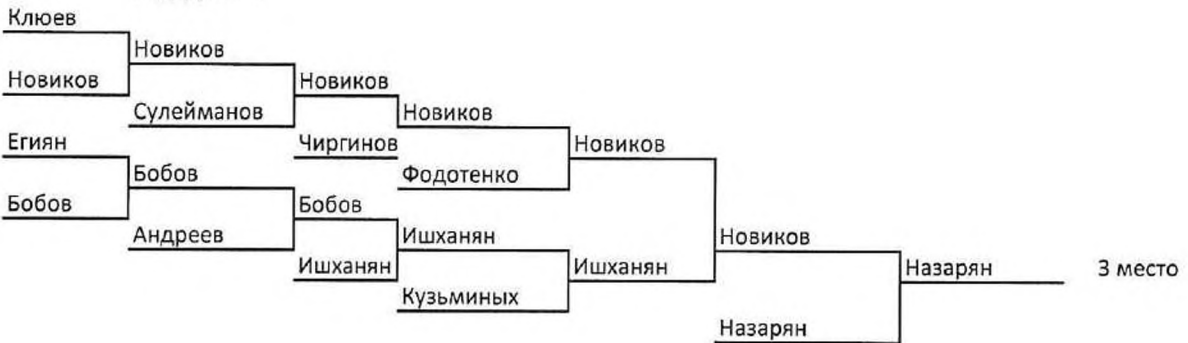 Клюев
Новиков
Новиков
Новиков
Сулейманов
Новиков
Егиян
Чиргинов
Новиков
Бобов
Фодотенко
Бобов
Бобов
Андреев
Ишханян
Новиков
Ишханян
Ишханян
Назарян
3 место
Кузьминых
Назарян